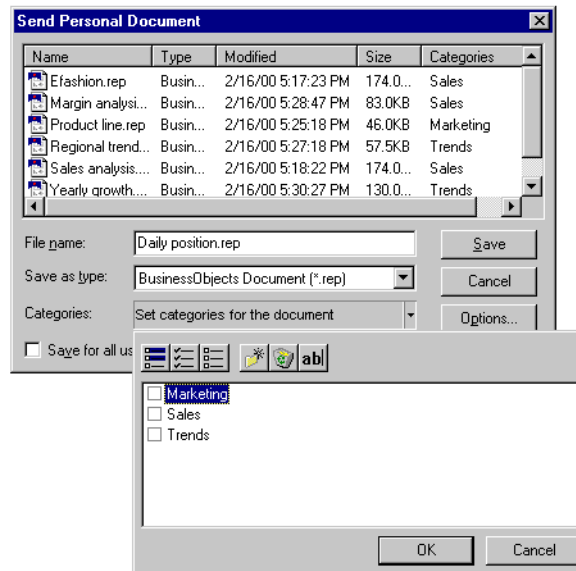 Send Personal Document
Name Type Modified Size Categories
Efashion.rep Busin... 2/16/00 5:17:23 PM 174.0... Sales
Margin analysi... Busin... 2/16/00 5:28:47 PM 83.0KB Sales
Product line.rep Busin... 2/16/00 5:25:18 PM 46.0KB Marketing
Regional trend... Busin... 2/16/00 5:27:18 PM 57.5KB Trends
Sales analysis.... Busin... 2/16/00 5:18:22 PM 174.0... Sales
Yearly growth.... Busin... 2/16/00 5:30:27 PM 130.0... Trends
File name: Daily position.rep Save
Save as type: BusinessObjects Document (*.rep) Cancel
Categories: Set categories for the document Options...
Save for all us
ab
Marketing
Sales
Trends
OK Cancel